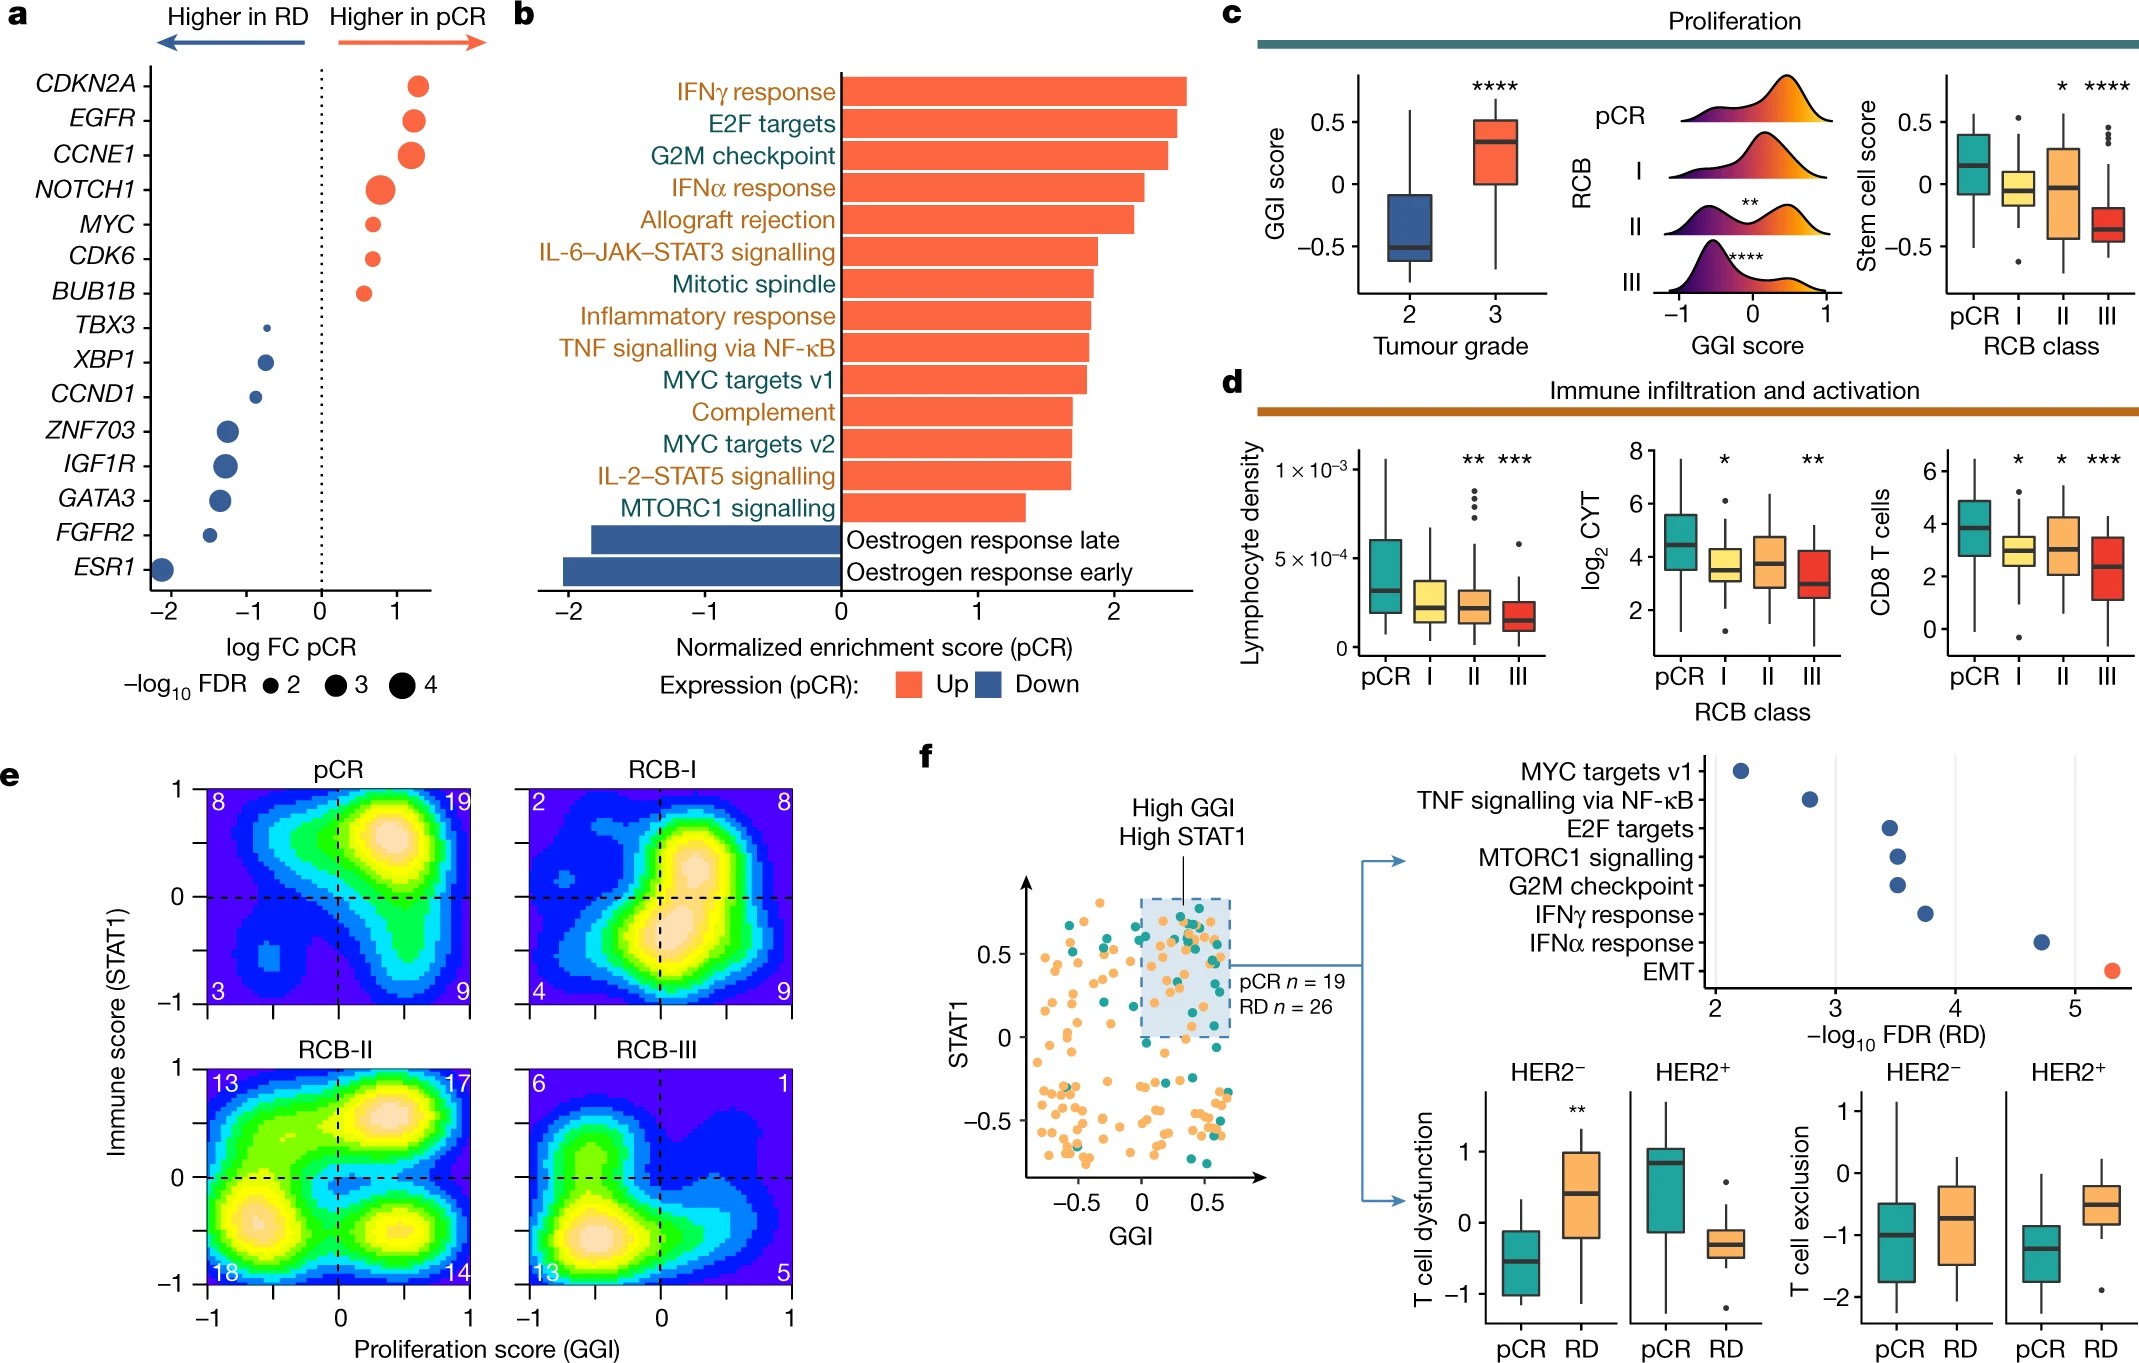 a
Higher in RD
Higher in pCR
CDKN2A
EGFR
CCNE1
NOTCH1
MYC
CDK6
BUB1B
TBX3
XBP1
CCND1
ZNF703
IGF1R
GATA3
FGFR2
ESR1
−2 −1 0 1
log FC pCR
−log10 FDR 2 3 4
b
IFNγ response
E2F targets
G2M checkpoint
IFNα response
Allograft rejection
IL-6–JAK–STAT3 signalling
Mitotic spindle
Inflammatory response
TNF signalling via NF-κB
MYC targets v1
Complement
MYC targets v2
IL-2–STAT5 signalling
MTORC1 signalling
Oestrogen response late
Oestrogen response early
−2 −1 0 1 2
Normalized enrichment score (pCR)
Expression (pCR): Up Down
c
Proliferation
GGI score
0.5
0
−0.5
****
2 3
Tumour grade
RCB
pCR
I
II
III
**
****
−1 0 1
GGI score
Stem cell score
0.5
0
−0.5
* ****
pCR I II III
RCB class
d
Immune infiltration and activation
Lymphocyte density
1 × 10−3
5 × 10−4
0
** ***
pCR I II III
log2 CYT
8
6
4
2
* **
pCR I II III
RCB class
CD8 T cells
6
4
2
0
* * ***
pCR I II III
e
Immune score (STAT1)
pCR
8 19
3 9
1
0
−1
RCB-I
2 8
4 9
RCB-II
13 17
18 14
1
0
−1
RCB-III
6 1
13 5
−1 0 1
−1 0 1
Proliferation score (GGI)
f
High GGI
High STAT1
STAT1
0.5
0
−0.5
−0.5 0 0.5
GGI
pCR n = 19
RD n = 26
MYC targets v1
TNF signalling via NF-κB
E2F targets
MTORC1 signalling
G2M checkpoint
IFNγ response
IFNα response
EMT
2 3 4 5
−log10 FDR (RD)
T cell dysfunction
HER2−
HER2+
1
0
−1
**
pCR RD
pCR RD
T cell exclusion
HER2−
HER2+
1
0
−1
−2
pCR RD
pCR RD